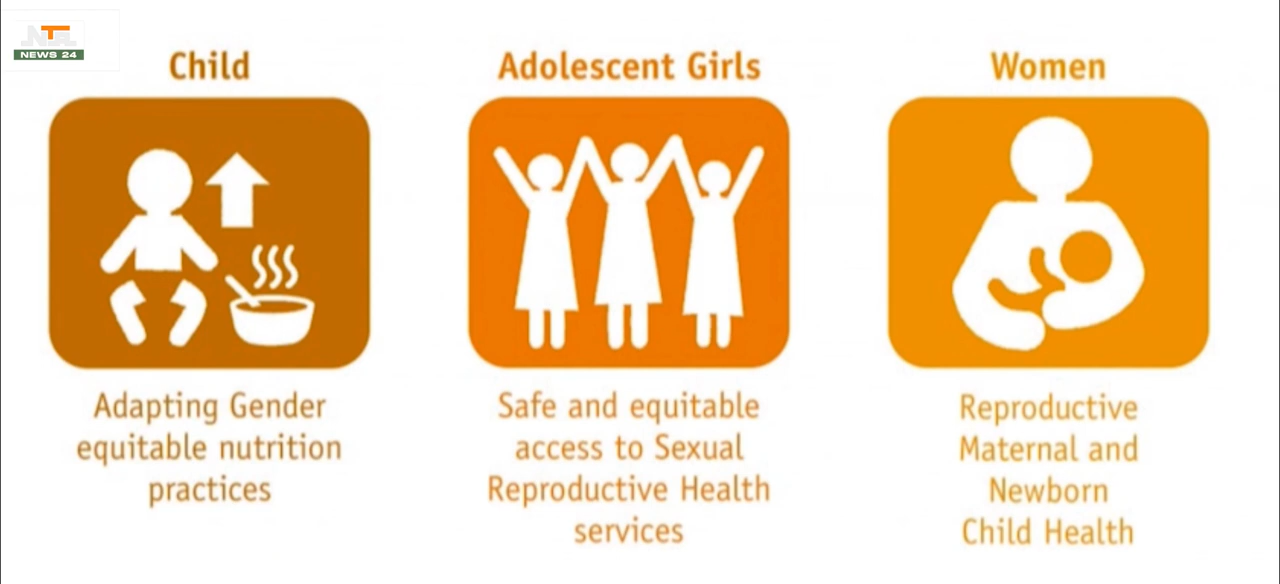 NTA
NEWS 24
Child
Adapting Gender
equitable nutrition
practices
Adolescent Girls
Safe and equitable
access to Sexual
Reproductive Health
services
Women
Reproductive
Maternal and
Newborn
Child Health